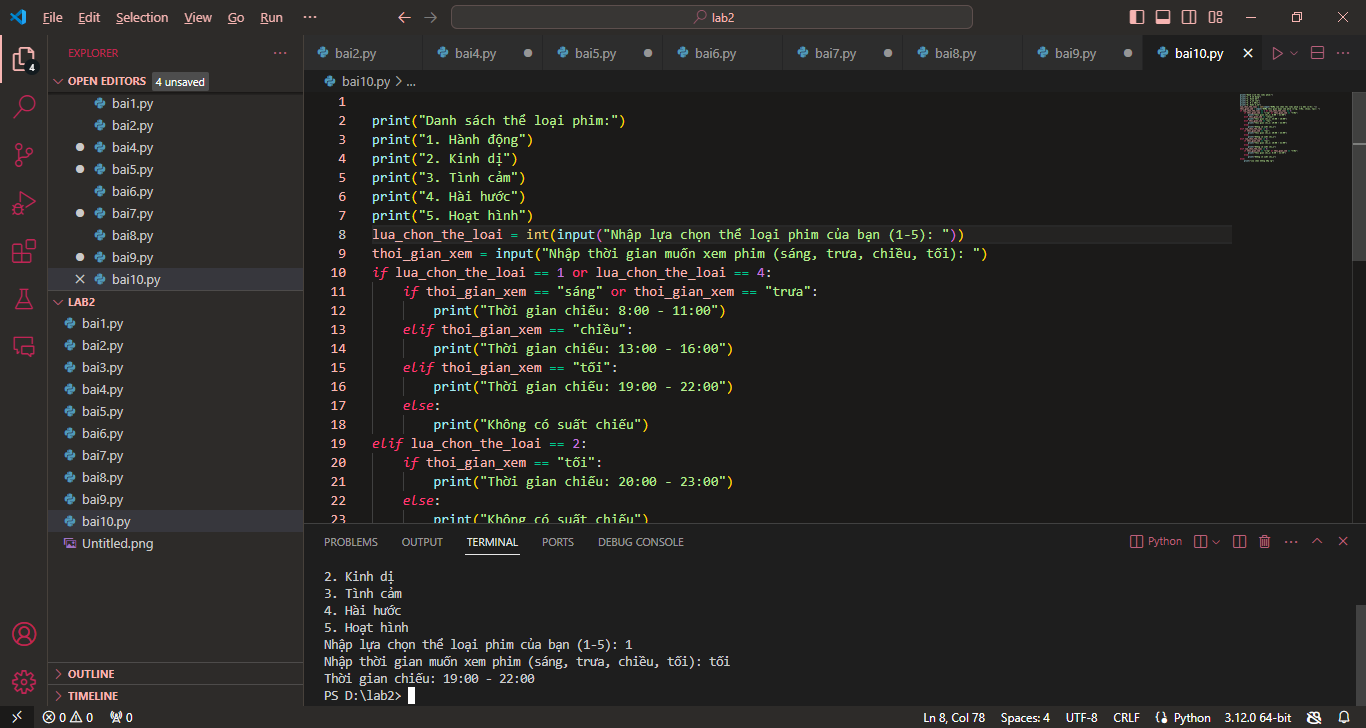 File Edit Selection View Go Run ··· lab2
EXPLORER ···
OPEN EDITORS 4 unsaved
bai1.py
bai2.py
bai4.py
bai5.py
bai6.py
bai7.py
bai8.py
bai9.py
bai10.py
LAB2
bai1.py
bai2.py
bai3.py
bai4.py
bai5.py
bai6.py
bai7.py
bai8.py
bai9.py
bai10.py
Untitled.png
OUTLINE
TIMELINE
4
bai2.py bai4.py bai5.py bai6.py bai7.py bai8.py bai9.py bai10.py ···
bai10.py > ...
1
2 print("Danh sách thể loại phim:")
3 print("1. Hành động")
4 print("2. Kinh dị")
5 print("3. Tình cảm")
6 print("4. Hài hước")
7 print("5. Hoạt hình")
8 lua_chon_the_loai = int(input("Nhập lựa chọn thể loại phim của bạn (1-5): "))
9 thoi_gian_xem = input("Nhập thời gian muốn xem phim (sáng, trưa, chiều, tối): ")
10 if lua_chon_the_loai == 1 or lua_chon_the_loai == 4:
11 if thoi_gian_xem == "sáng" or thoi_gian_xem == "trưa":
12 print("Thời gian chiếu: 8:00 - 11:00")
13 elif thoi_gian_xem == "chiều":
14 print("Thời gian chiếu: 13:00 - 16:00")
15 elif thoi_gian_xem == "tối":
16 print("Thời gian chiếu: 19:00 - 22:00")
17 else:
18 print("Không có suất chiếu")
19 elif lua_chon_the_loai == 2:
20 if thoi_gian_xem == "tối":
21 print("Thời gian chiếu: 20:00 - 23:00")
22 else:
23 print("Không có suất chiếu")
PROBLEMS OUTPUT TERMINAL PORTS DEBUG CONSOLE Python ···
2. Kinh dị
3. Tình cảm
4. Hài hước
5. Hoạt hình
Nhập lựa chọn thể loại phim của bạn (1-5): 1
Nhập thời gian muốn xem phim (sáng, trưa, chiều, tối): tối
Thời gian chiếu: 19:00 - 22:00
PS D:\lab2>
0 0 0 Ln 8, Col 78 Spaces: 4 UTF-8 CRLF Python 3.12.0 64-bit